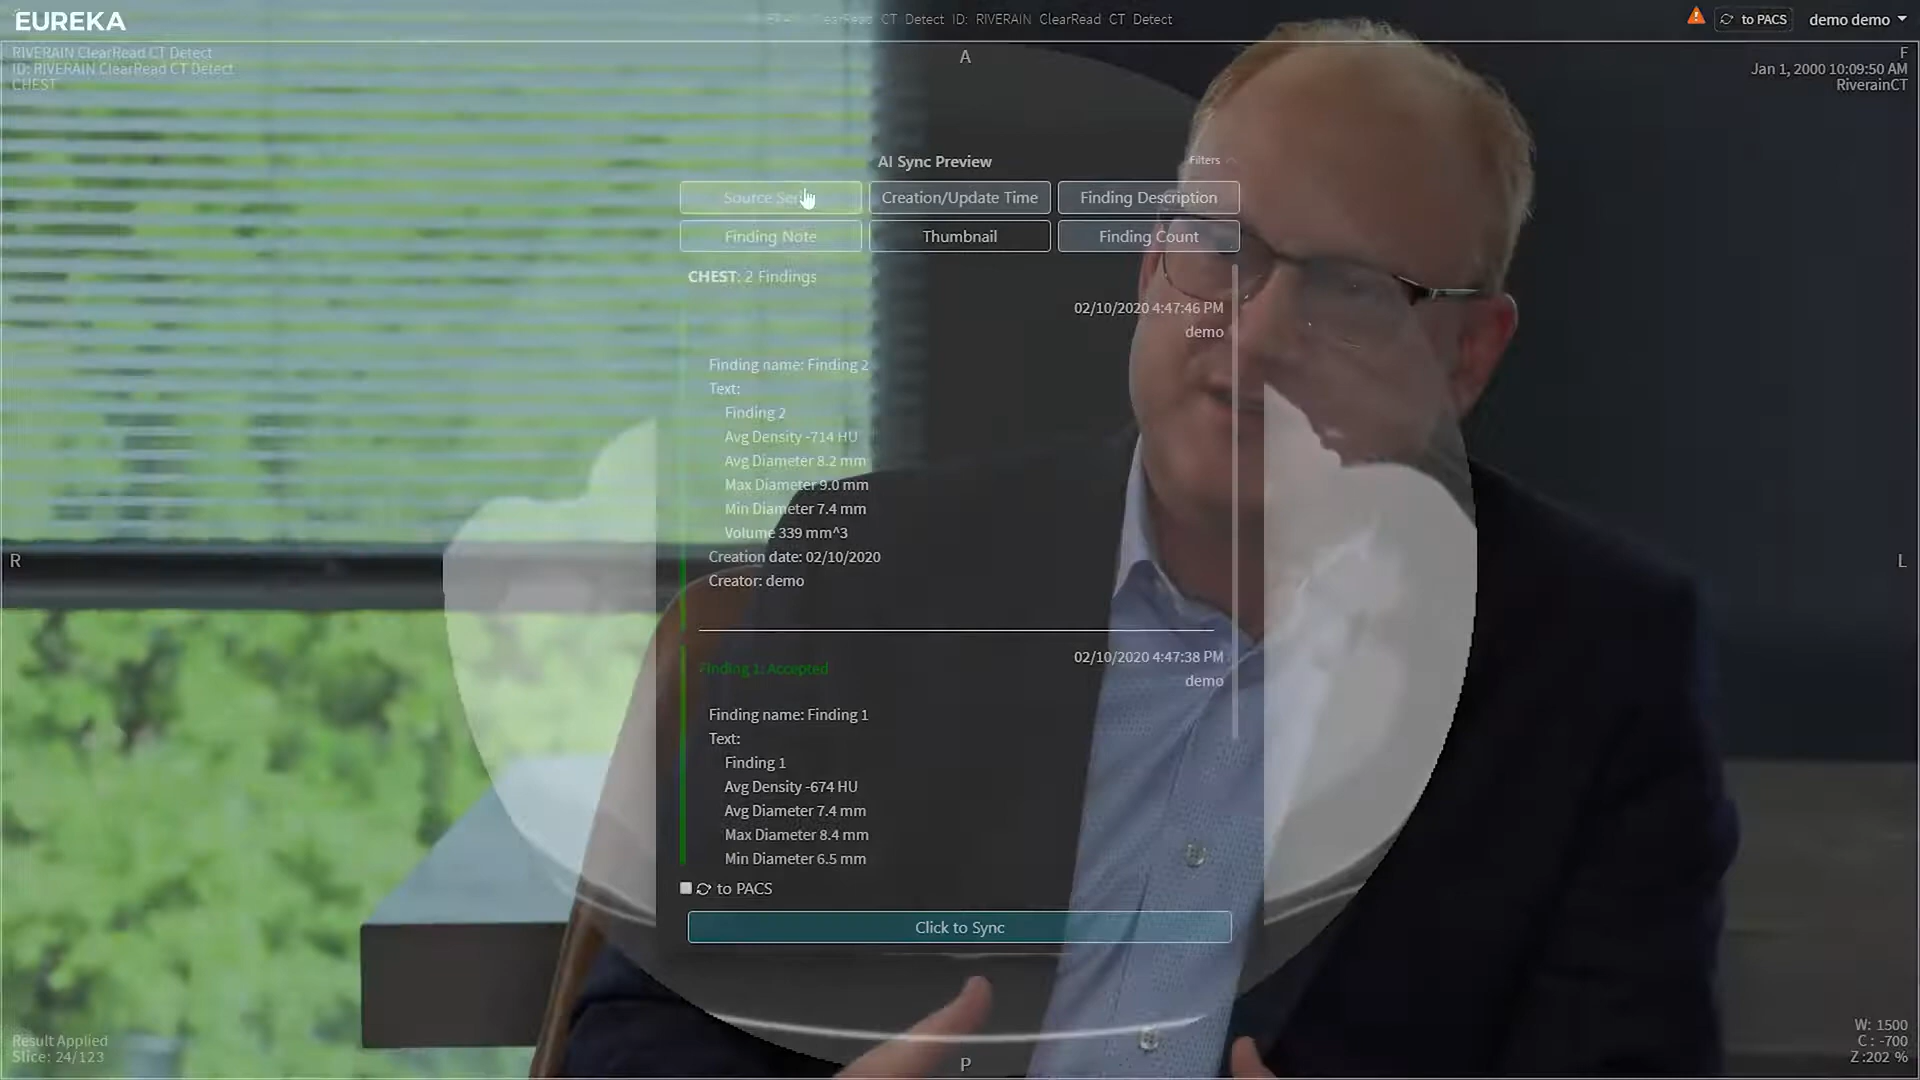 EUREKA
ClearRead CT Detect ID: RIVERAIN ClearRead CT Detect
to PACS
demo demo
RIVERAIN ClearRead CT Detect
ID: RIVERAIN ClearRead CT Detect
CHEST
A
F
Jan 1, 2000 10:09:50 AM
RiverainCT
AI Sync Preview
Filters
Source
Creation/Update Time
Finding Description
Finding Note
Thumbnail
Finding Count
CHEST: 2 Findings
02/10/2020 4:47:46 PM
demo
Finding name: Finding 2
Text:
Finding 2
Avg Density -714 HU
Avg Diameter 8.2 mm
Max Diameter 9.0 mm
Min Diameter 7.4 mm
Volume 339 mm^3
Creation date: 02/10/2020
Creator: demo
R
L
Finding 1: Accepted
02/10/2020 4:47:38 PM
demo
Finding name: Finding 1
Text:
Finding 1
Avg Density -674 HU
Avg Diameter 7.4 mm
Max Diameter 8.4 mm
Min Diameter 6.5 mm
to PACS
Click to Sync
Result Applied
Slice: 24/123
P
W: 1500
C : -700
Z :202 %